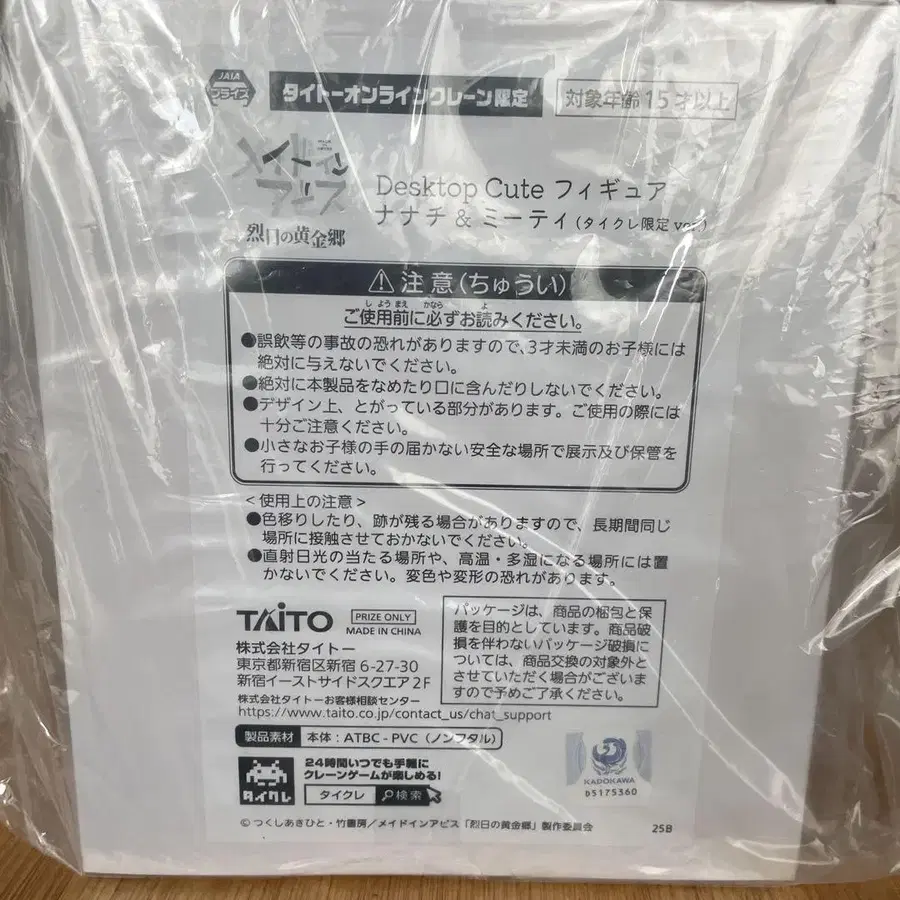 JAIA
プライズ
タイトーオンラインクレーン限定
対象年齢15才以上
メイドイン
アビス
烈日の黄金郷
Desktop Cute フィギュア
ナナチ & ミーティ(タイクレ限定 ver.)
⚠注意(ちゅうい)
しようまえ かなら よ
ご使用前に必ずお読みください。
●誤飲等の事故の恐れがありますので、3才未満のお子様には
絶対に与えないでください。
●絶対に本製品をなめたり口に含んだりしないでください。
●デザイン上、とがっている部分があります。ご使用の際には
十分ご注意ください。
●小さなお子様の手の届かない安全な場所で展示及び保管を
行ってください。
<使用上の注意>
●色移りしたり、跡が残る場合がありますので、長期間同じ
場所に接触させておかないでください。
●直射日光の当たる場所や、高温・多湿になる場所には置
かないでください。変色や変形の恐れがあります。
TAITO
PRIZE ONLY
MADE IN CHINA
株式会社タイトー
東京都新宿区新宿 6-27-30
新宿イーストサイドスクエア 2F
株式会社タイトーお客様相談センター
https://www.taito.co.jp/contact_us/chat_support
パッケージは、商品の梱包と保
護を目的としています。商品破
損を伴わないパッケージ破損に
ついては、商品交換の対象外と
させていただく場合がございま
すので予めご了承ください。
製品素材 本体:ATBC-PVC(ノンフタル)
タイクレ
24時間いつでも手軽に
クレーンゲームが楽しめる!
タイクレ 検索
KADOKAWA
05175360
© つくしあきひと・竹書房/メイドインアビス「烈日の黄金郷」製作委員会
25B